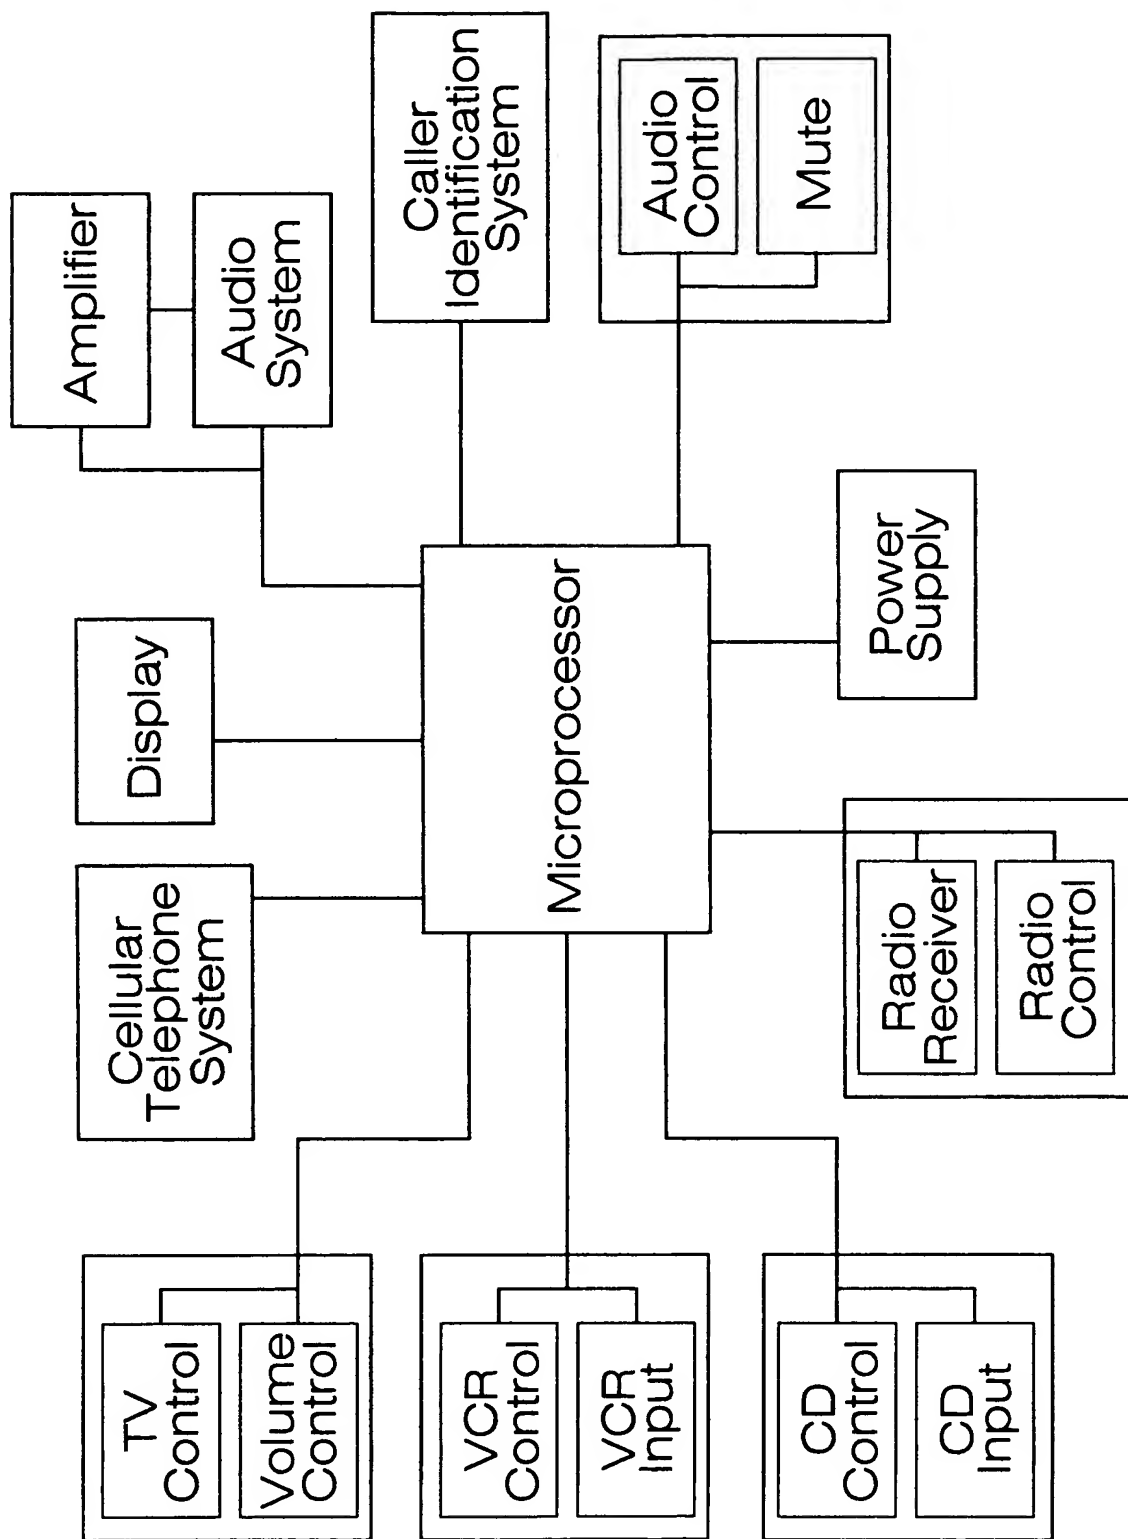 Amplifier
Audio
System
Caller
Identification
System
Audio
Control
Mute
Display
Cellular
Telephone
System
Microprocessor
Power
Supply
TV
Control
Volume
Control
VCR
Control
VCR
Input
CD
Control
CD
Input
Radio
Receiver
Radio
Control